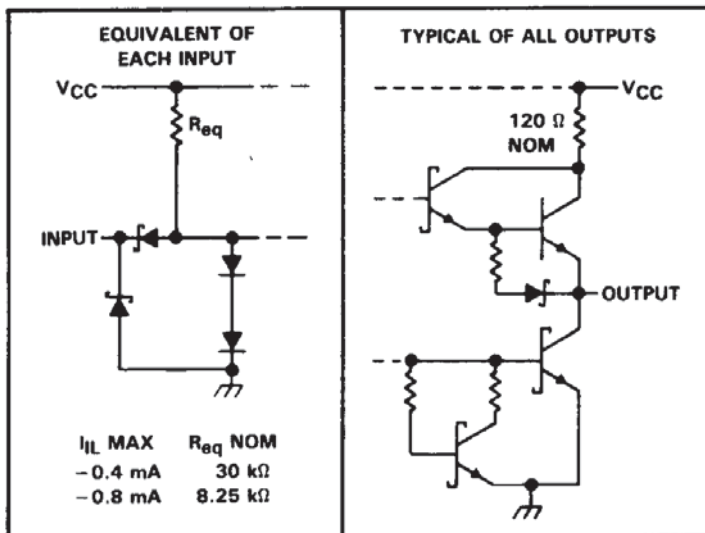 EQUIVALENT OF
EACH INPUT
VCC
Req
INPUT
IIL MAX Req NOM
−0.4 mA 30 kΩ
−0.8 mA 8.25 kΩ
TYPICAL OF ALL OUTPUTS
VCC
120 Ω
NOM
OUTPUT